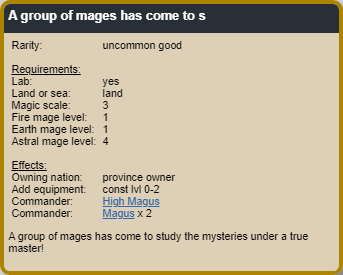 A group of mages has come to s
Rarity: uncommon good
Requirements:
Lab: yes
Land or sea: land
Magic scale: 3
Fire mage level: 1
Earth mage level: 1
Astral mage level: 4
Effects:
Owning nation: province owner
Add equipment: const lvl 0-2
Commander: High Magus
Commander: Magus x 2
A group of mages has come to study the mysteries under a true
master!